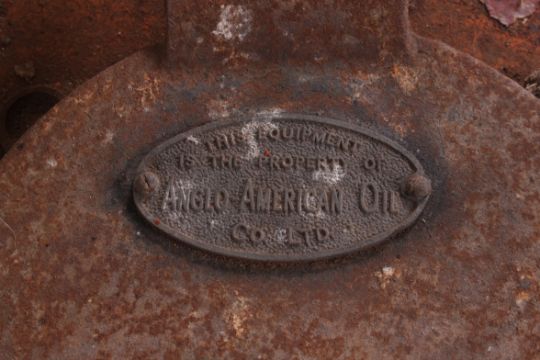 THIS EQUIPMENT
IS THE PROPERTY OF
ANGLO-AMERICAN OIL
CO. LTD.